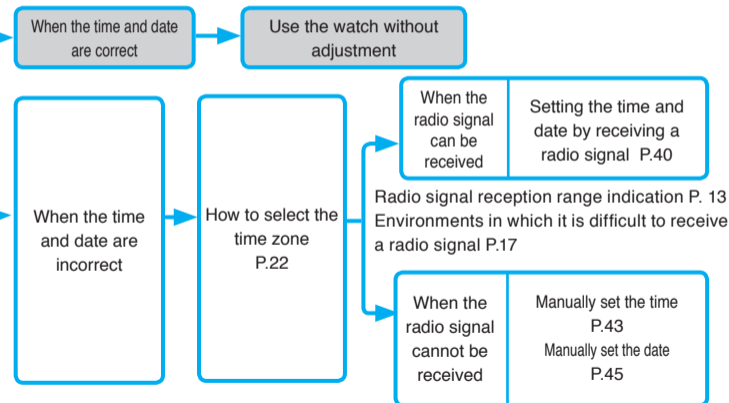 When the time and date
are correct
Use the watch without
adjustment
When the time
and date are
incorrect
How to select the
time zone
P.22
When the
radio signal
can be
received
Setting the time and
date by receiving a
radio signal P.40
Radio signal reception range indication P. 13
Environments in which it is difficult to receive
a radio signal P.17
When the
radio signal
cannot be
received
Manually set the time
P.43
Manually set the date
P.45